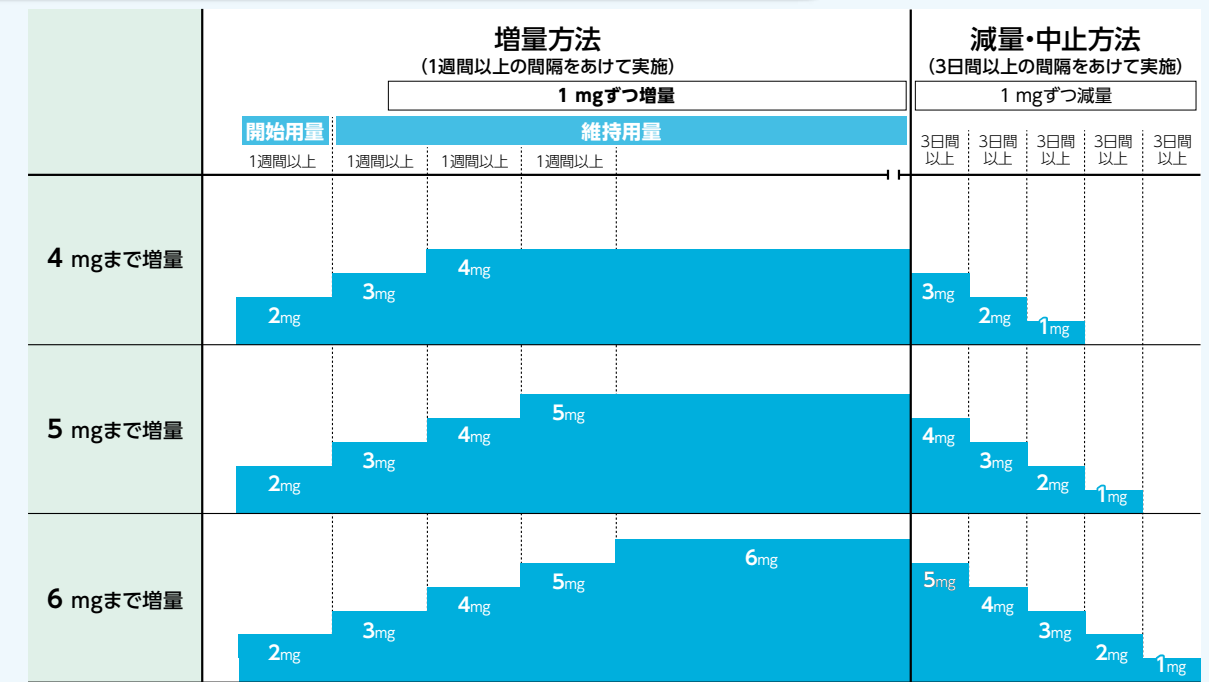 増量方法
(1週間以上の間隔をあけて実施)
1 mgずつ増量
開始用量
維持用量
1週間以上
1週間以上
1週間以上
1週間以上
減量・中止方法
(3日間以上の間隔をあけて実施)
1 mgずつ減量
3日間
以上
3日間
以上
3日間
以上
3日間
以上
3日間
以上
4 mgまで増量
2mg
3mg
4mg
3mg
2mg
1mg
5 mgまで増量
2mg
3mg
4mg
5mg
4mg
3mg
2mg
1mg
6 mgまで増量
2mg
3mg
4mg
5mg
6mg
5mg
4mg
3mg
2mg
1mg